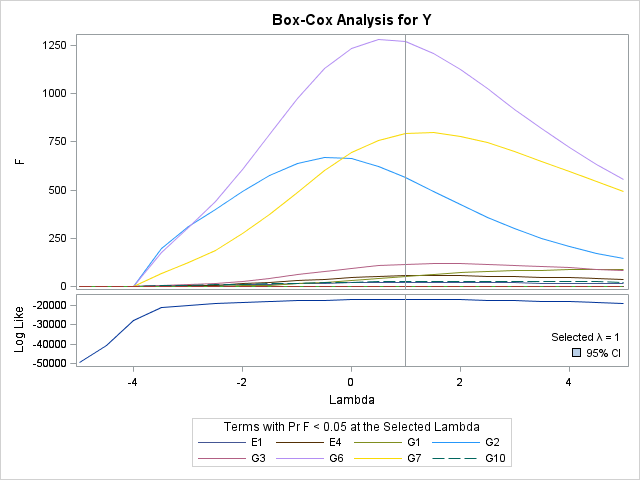 Box-Cox Analysis for Y
F
1250
1000
750
500
250
0
Log Like
-20000
-30000
-40000
-50000
Selected λ = 1
95% CI
-4 -2 0 2 4
Lambda
Terms with Pr F < 0.05 at the Selected Lambda
E1 E4 G1 G2
G3 G6 G7 G10